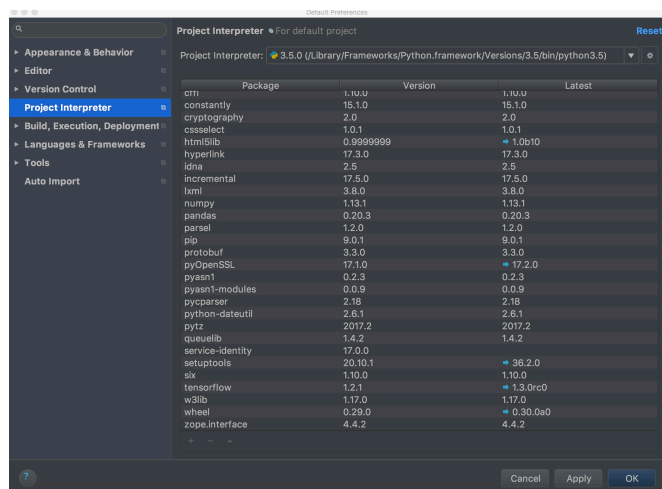 Default Preferences
Project Interpreter For default project Reset
Project Interpreter: 3.5.0 (/Library/Frameworks/Python.framework/Versions/3.5/bin/python3.5)
Appearance & Behavior
Editor
Version Control
Project Interpreter
Build, Execution, Deployment
Languages & Frameworks
Tools
Auto Import
Package Version Latest
cffi 1.10.0 1.10.0
constantly 15.1.0 15.1.0
cryptography 2.0 2.0
cssselect 1.0.1 1.0.1
html5lib 0.9999999 1.0b10
hyperlink 17.3.0 17.3.0
idna 2.5 2.5
incremental 17.5.0 17.5.0
lxml 3.8.0 3.8.0
numpy 1.13.1 1.13.1
pandas 0.20.3 0.20.3
parsel 1.2.0 1.2.0
pip 9.0.1 9.0.1
protobuf 3.3.0 3.3.0
pyOpenSSL 17.1.0 17.2.0
pyasn1 0.2.3 0.2.3
pyasn1-modules 0.0.9 0.0.9
pycparser 2.18 2.18
python-dateutil 2.6.1 2.6.1
pytz 2017.2 2017.2
queuelib 1.4.2 1.4.2
service-identity 17.0.0
setuptools 20.10.1 36.2.0
six 1.10.0 1.10.0
tensorflow 1.2.1 1.3.0rc0
w3lib 1.17.0 1.17.0
wheel 0.29.0 0.30.0a0
zope.interface 4.4.2 4.4.2
? Cancel Apply OK